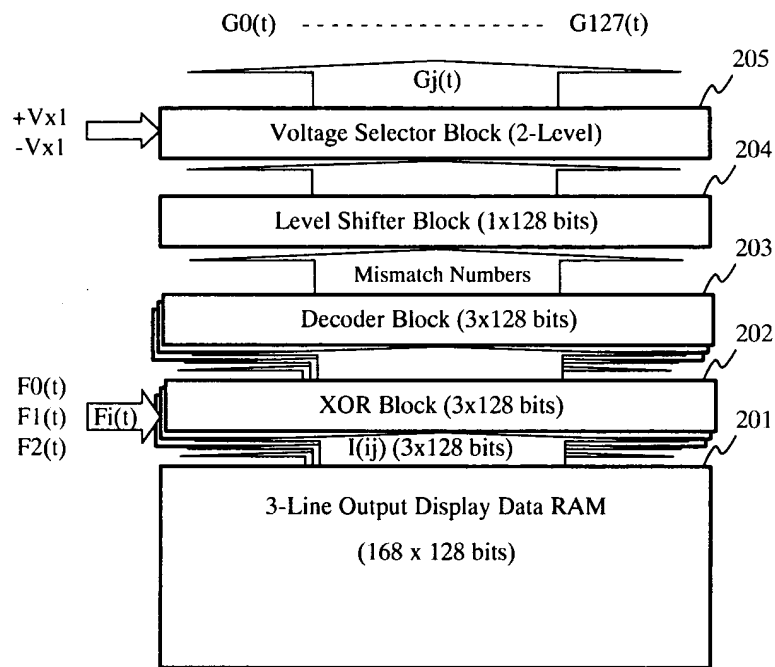 G0(t) ---------------- G127(t)
205
Gj(t)
+Vx1
-Vx1
Voltage Selector Block (2-Level)
204
Level Shifter Block (1x128 bits)
203
Mismatch Numbers
Decoder Block (3x128 bits)
202
F0(t)
F1(t)
F2(t)
Fi(t)
XOR Block (3x128 bits)
201
I(ij) (3x128 bits)
3-Line Output Display Data RAM
(168 x 128 bits)